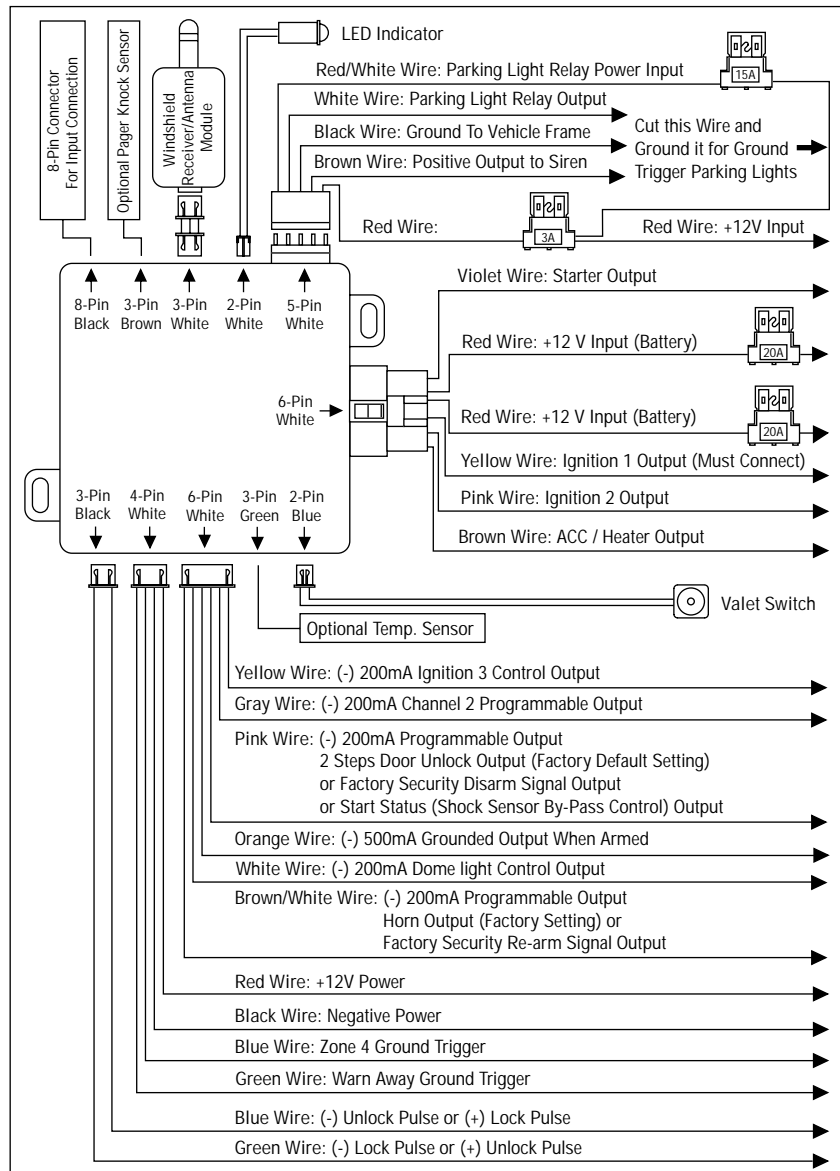 8-Pin Connector
For Input Connection
Optional Pager Knock Sensor
Windshield
Receiver/Antenna
Module
LED Indicator
Red/White Wire: Parking Light Relay Power Input
15A
White Wire: Parking Light Relay Output
Black Wire: Ground To Vehicle Frame
Brown Wire: Positive Output to Siren
Cut this Wire and
Ground it for Ground
Trigger Parking Lights
Red Wire:
3A
Red Wire: +12V Input
8-Pin
Black
3-Pin
Brown
3-Pin
White
2-Pin
White
5-Pin
White
Violet Wire: Starter Output
Red Wire: +12 V Input (Battery)
20A
6-Pin
White
Red Wire: +12 V Input (Battery)
20A
Yellow Wire: Ignition 1 Output (Must Connect)
Pink Wire: Ignition 2 Output
Brown Wire: ACC / Heater Output
3-Pin
Black
4-Pin
White
6-Pin
White
3-Pin
Green
2-Pin
Blue
Valet Switch
Optional Temp. Sensor
Yellow Wire: (-) 200mA Ignition 3 Control Output
Gray Wire: (-) 200mA Channel 2 Programmable Output
Pink Wire: (-) 200mA Programmable Output
2 Steps Door Unlock Output (Factory Default Setting)
or Factory Security Disarm Signal Output
or Start Status (Shock Sensor By-Pass Control) Output
Orange Wire: (-) 500mA Grounded Output When Armed
White Wire: (-) 200mA Dome light Control Output
Brown/White Wire: (-) 200mA Programmable Output
Horn Output (Factory Setting) or
Factory Security Re-arm Signal Output
Red Wire: +12V Power
Black Wire: Negative Power
Blue Wire: Zone 4 Ground Trigger
Green Wire: Warn Away Ground Trigger
Blue Wire: (-) Unlock Pulse or (+) Lock Pulse
Green Wire: (-) Lock Pulse or (+) Unlock Pulse